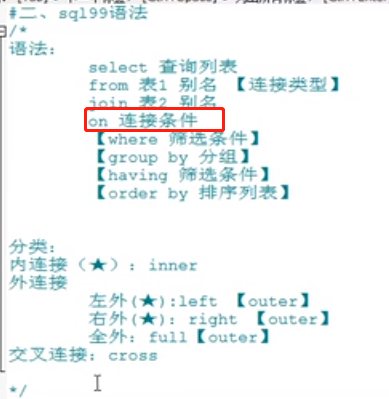 #二、sql99语法
/*
语法：
select 查询列表
from 表1 别名 【连接类型】
join 表2 别名
on 连接条件
【where 筛选条件】
【group by 分组】
【having 筛选条件】
【order by 排序列表】
分类：
内连接（★）：inner
外连接
左外(★):left 【outer】
右外(★)：right 【outer】
全外：full【outer】
交叉连接：cross
*/